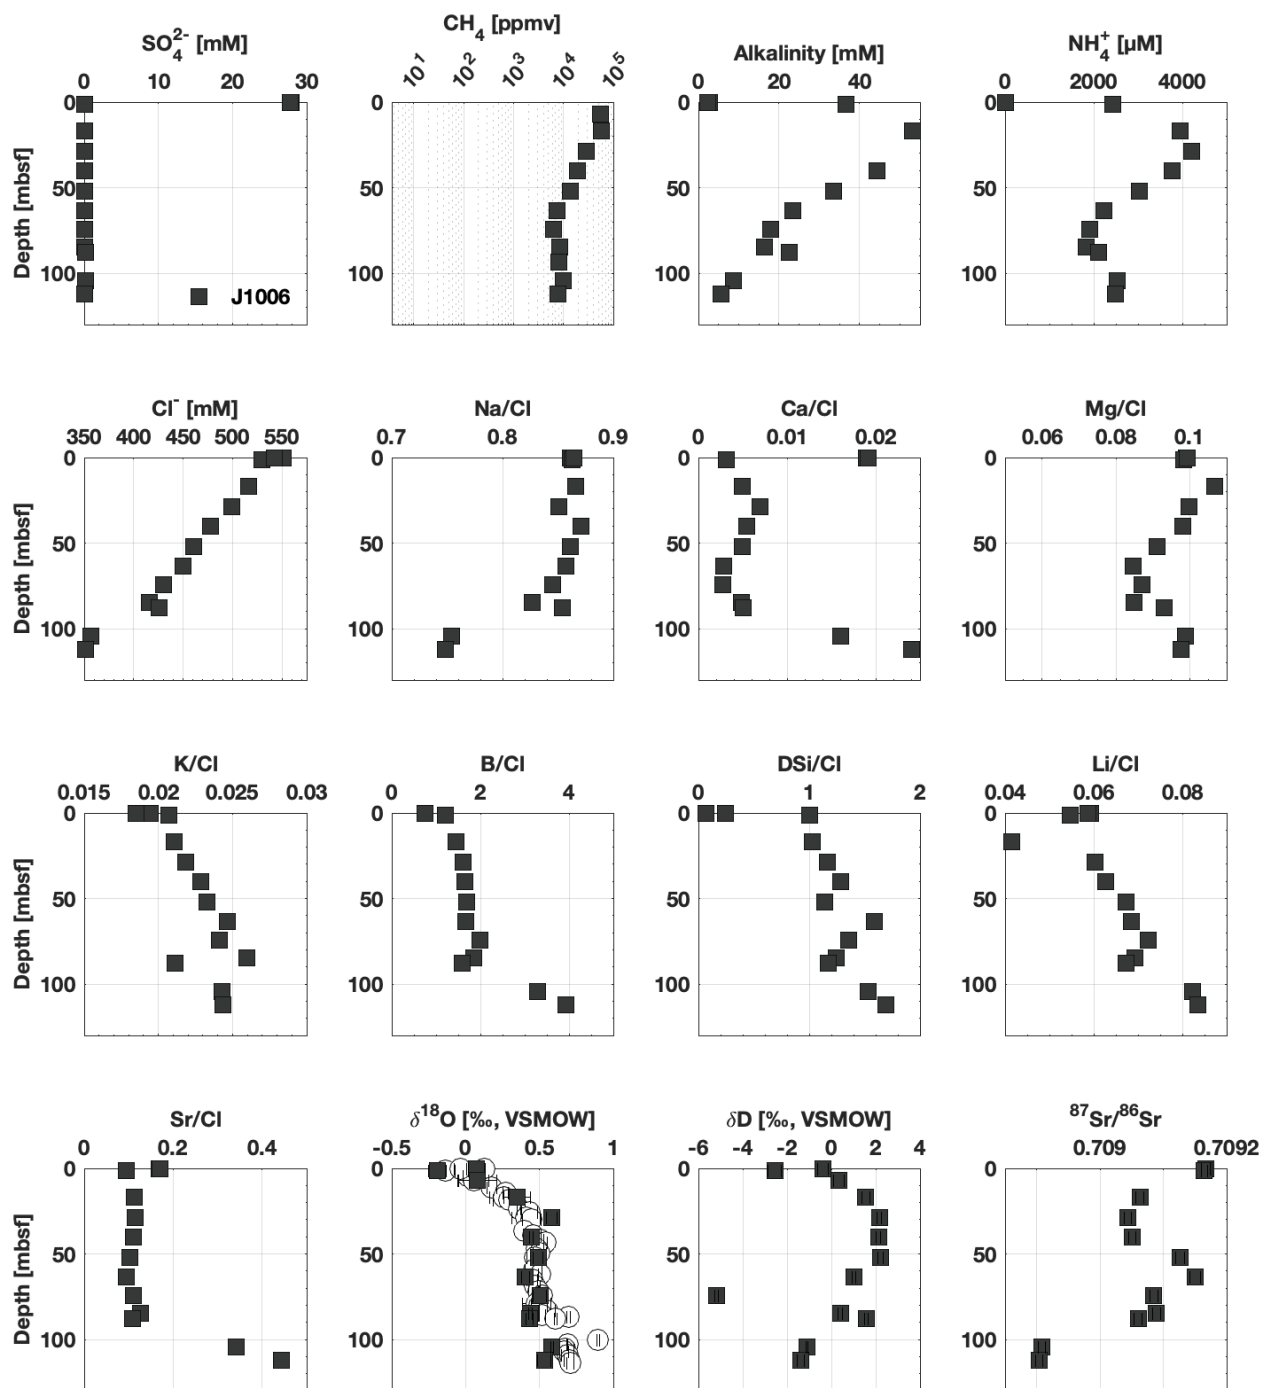 SO₄²⁻ [mM]
CH₄ [ppmv]
Alkalinity [mM]
NH₄⁺ [µM]
0 10 20 30
10¹ 10² 10³ 10⁴ 10⁵
0 20 40
0 2000 4000
Depth [mbsf]
0 0 0 0
50 50 50 50
100 100 100 100
J1006
Cl⁻ [mM]
Na/Cl
Ca/Cl
Mg/Cl
350 400 450 500 550
0.7 0.8 0.9
0 0.01 0.02
0.06 0.08 0.1
Depth [mbsf]
0 0 0 0
50 50 50 50
100 100 100 100
K/Cl
B/Cl
DSi/Cl
Li/Cl
0.015 0.02 0.025 0.03
0 2 4
0 1 2
0.04 0.06 0.08
Depth [mbsf]
0 0 0 0
50 50 50 50
100 100 100 100
Sr/Cl
δ¹⁸O [‰, VSMOW]
δD [‰, VSMOW]
⁸⁷Sr/⁸⁶Sr
0 0.2 0.4
-0.5 0 0.5 1
-6 -4 -2 0 2 4
0.709 0.7092
Depth [mbsf]
0 0 0 0
50 50 50 50
100 100 100 100